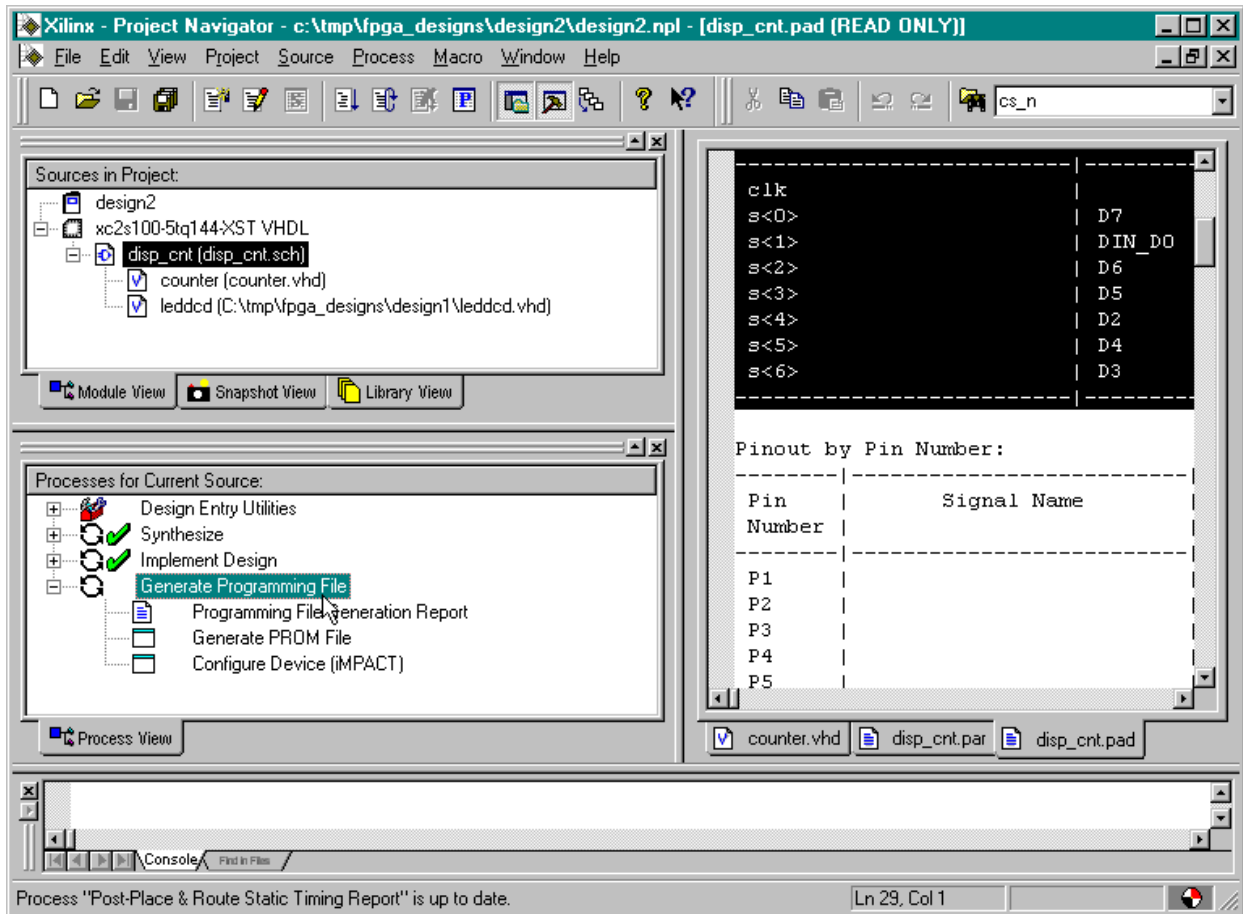 Xilinx - Project Navigator - c:\tmp\fpga_designs\design2\design2.npl - [disp_cnt.pad (READ ONLY)]
File Edit View Project Source Process Macro Window Help
cs_n
Sources in Project:
design2
xc2s100-5tq144-XST VHDL
disp_cnt (disp_cnt.sch)
counter (counter.vhd)
leddcd (C:\tmp\fpga_designs\design1\leddcd.vhd)
Module View Snapshot View Library View
Processes for Current Source:
Design Entry Utilities
Synthesize
Implement Design
Generate Programming File
Programming File Generation Report
Generate PROM File
Configure Device (iMPACT)
Process View
--------------------------|---------
clk |
s<0> | D7
s<1> | DIN_D0
s<2> | D6
s<3> | D5
s<4> | D2
s<5> | D4
s<6> | D3
--------------------------|---------
Pinout by Pin Number:
--------|--------------------------|
Pin | Signal Name |
Number | |
--------|--------------------------|
P1 | |
P2 | |
P3 | |
P4 | |
P5 | |
counter.vhd disp_cnt.par disp_cnt.pad
Console Find in Files
Process "Post-Place & Route Static Timing Report" is up to date. Ln 29, Col 1